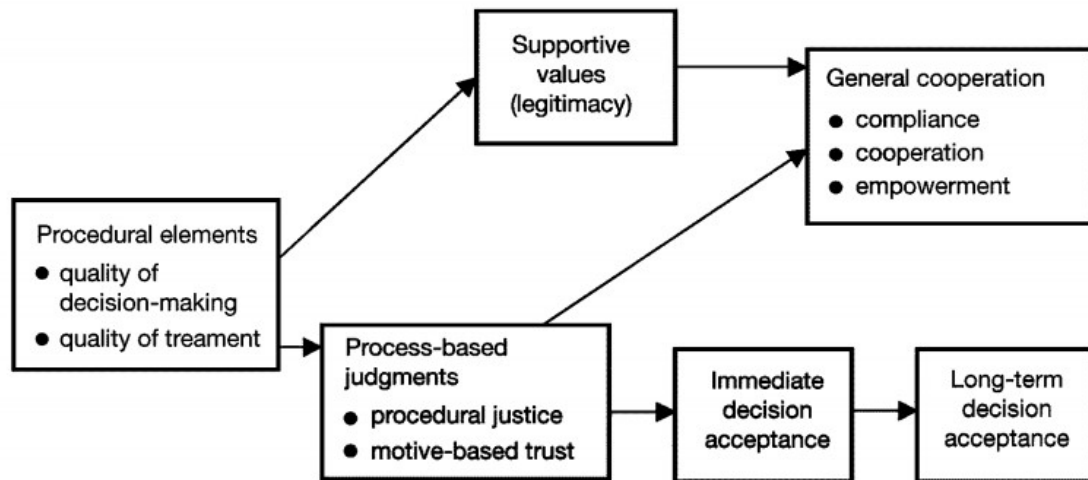 Supportive
values
(legitimacy)
General cooperation
● compliance
● cooperation
● empowerment
Procedural elements
● quality of
decision-making
● quality of treament
Process-based
judgments
● procedural justice
● motive-based trust
Immediate
decision
acceptance
Long-term
decision
acceptance